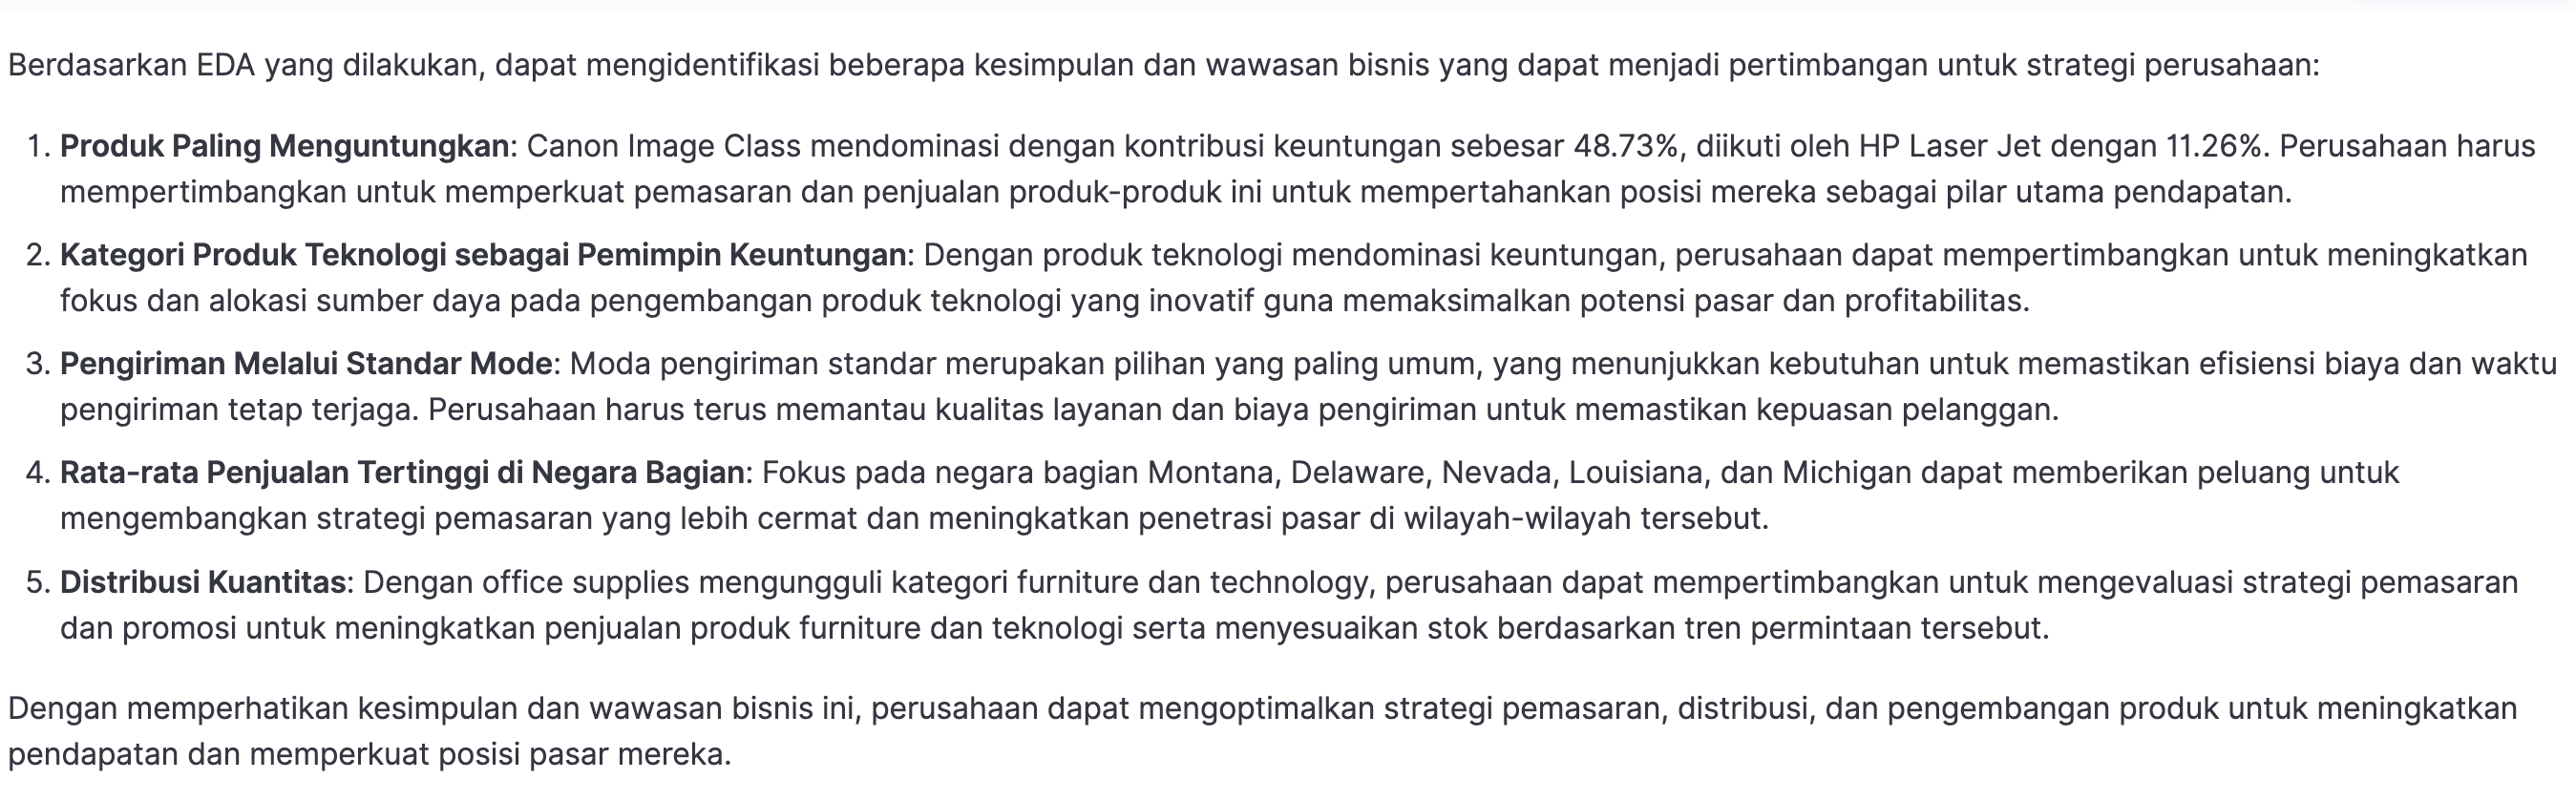 Berdasarkan EDA yang dilakukan, dapat mengidentifikasi beberapa kesimpulan dan wawasan bisnis yang dapat menjadi pertimbangan untuk strategi perusahaan:
1. Produk Paling Menguntungkan: Canon Image Class mendominasi dengan kontribusi keuntungan sebesar 48.73%, diikuti oleh HP Laser Jet dengan 11.26%. Perusahaan harus
mempertimbangkan untuk memperkuat pemasaran dan penjualan produk-produk ini untuk mempertahankan posisi mereka sebagai pilar utama pendapatan.
2. Kategori Produk Teknologi sebagai Pemimpin Keuntungan: Dengan produk teknologi mendominasi keuntungan, perusahaan dapat mempertimbangkan untuk meningkatkan
fokus dan alokasi sumber daya pada pengembangan produk teknologi yang inovatif guna memaksimalkan potensi pasar dan profitabilitas.
3. Pengiriman Melalui Standar Mode: Moda pengiriman standar merupakan pilihan yang paling umum, yang menunjukkan kebutuhan untuk memastikan efisiensi biaya dan waktu
pengiriman tetap terjaga. Perusahaan harus terus memantau kualitas layanan dan biaya pengiriman untuk memastikan kepuasan pelanggan.
4. Rata-rata Penjualan Tertinggi di Negara Bagian: Fokus pada negara bagian Montana, Delaware, Nevada, Louisiana, dan Michigan dapat memberikan peluang untuk
mengembangkan strategi pemasaran yang lebih cermat dan meningkatkan penetrasi pasar di wilayah-wilayah tersebut.
5. Distribusi Kuantitas: Dengan office supplies mengungguli kategori furniture dan technology, perusahaan dapat mempertimbangkan untuk mengevaluasi strategi pemasaran
dan promosi untuk meningkatkan penjualan produk furniture dan teknologi serta menyesuaikan stok berdasarkan tren permintaan tersebut.
Dengan memperhatikan kesimpulan dan wawasan bisnis ini, perusahaan dapat mengoptimalkan strategi pemasaran, distribusi, dan pengembangan produk untuk meningkatkan
pendapatan dan memperkuat posisi pasar mereka.